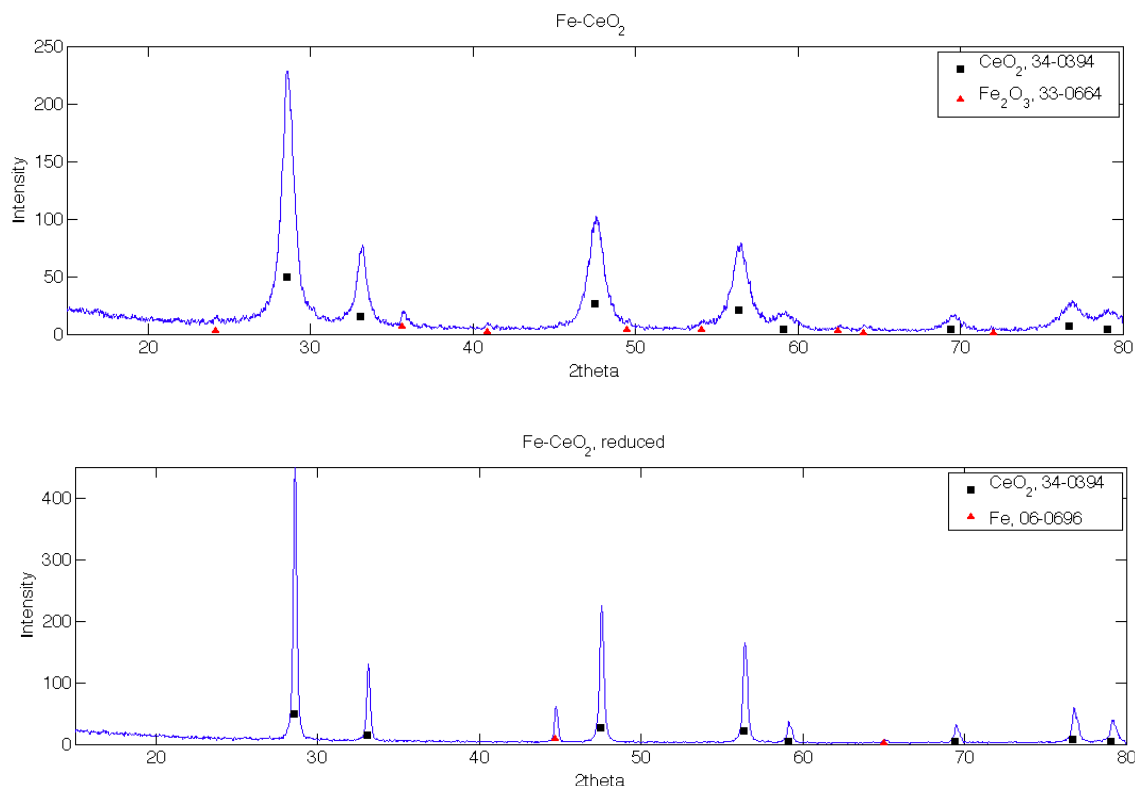 Fe-CeO₂
250
200
150
100
50
0
Intensity
CeO₂, 34-0394
Fe₂O₃, 33-0664
20 30 40 50 60 70 80
2theta
Fe-CeO₂, reduced
400
300
200
100
0
Intensity
CeO₂, 34-0394
Fe, 06-0696
20 30 40 50 60 70 80
2theta